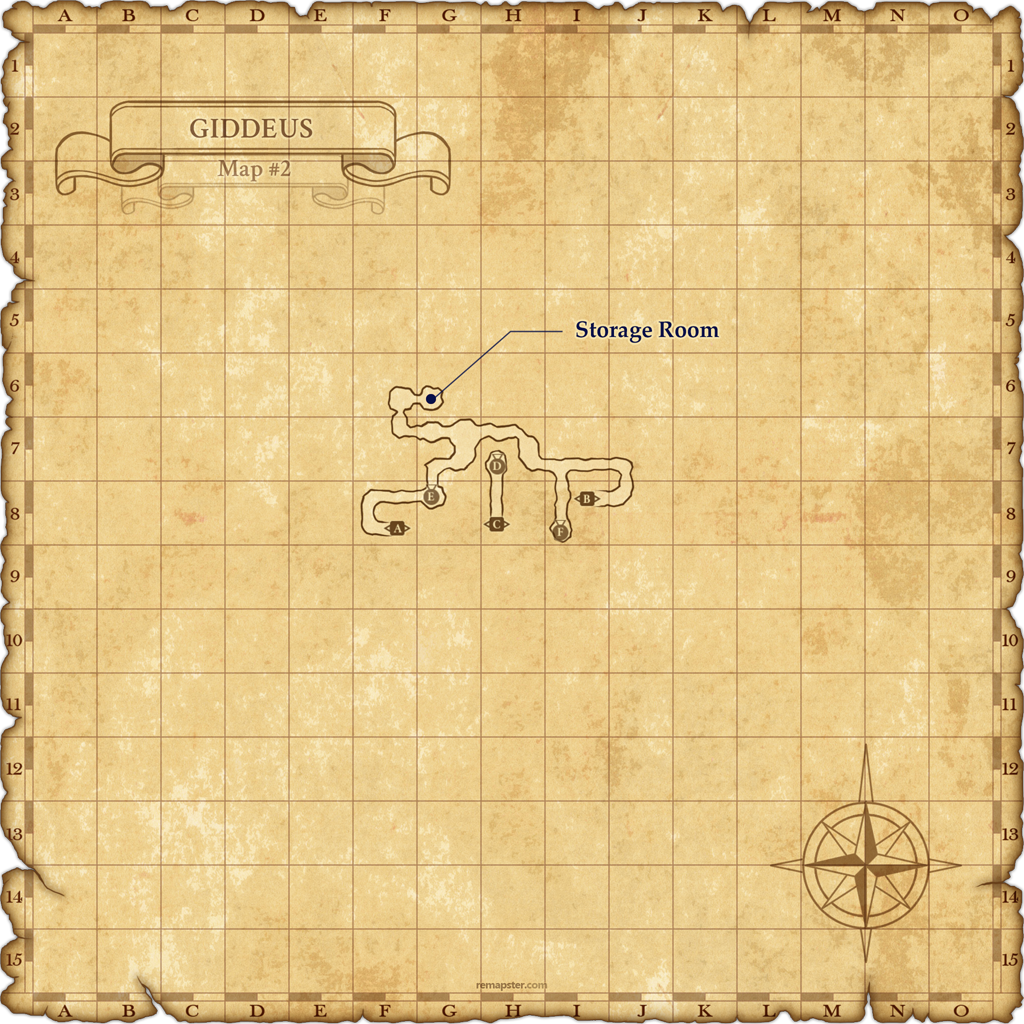 A B C D E F G H I J K L M N O
1 1
GIDDEUS
2 2
Map #2
3 3
4 4
5 5
Storage Room
6 6
7 7
D
E
B
8 8
A
C
F
9 9
10 10
11 11
12 12
13 13
14 14
15 15
remapster.com
A B C D E F G H I J K L M N O